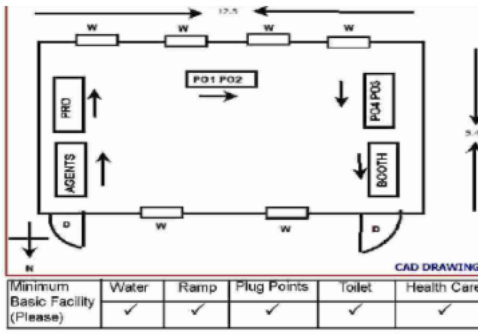 12.5
W W W W
PO1 PO2
PRO
PO4 PO3
AGENTS
BOOTH
W W
D D
N
CAD DRAWING
Minimum Basic Facility (Please) Water Ramp Plug Points Toilet Health Care
✓ ✓ ✓ ✓ ✓